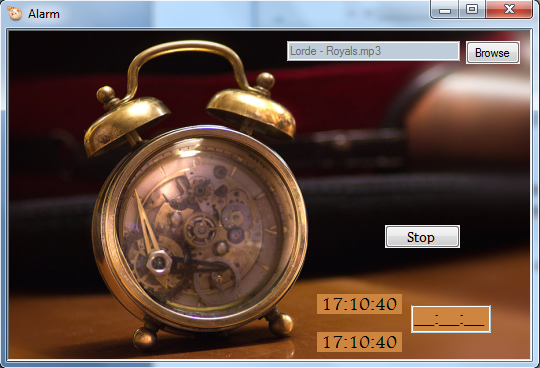 Alarm
Lorde - Royals.mp3
Browse
Stop
17:10:40
__:__:__
17:10:40